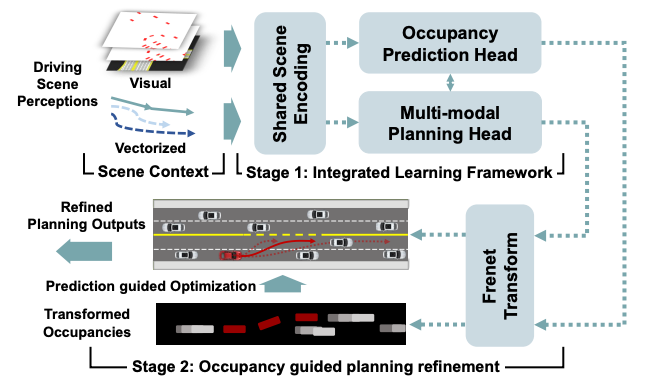 Driving
Scene
Perceptions
Visual
Vectorized
Scene Context
Shared Scene
Encoding
Occupancy
Prediction Head
Multi-modal
Planning Head
Stage 1: Integrated Learning Framework
Refined
Planning Outputs
Prediction guided Optimization
Transformed
Occupancies
Frenet
Transform
Stage 2: Occupancy guided planning refinement